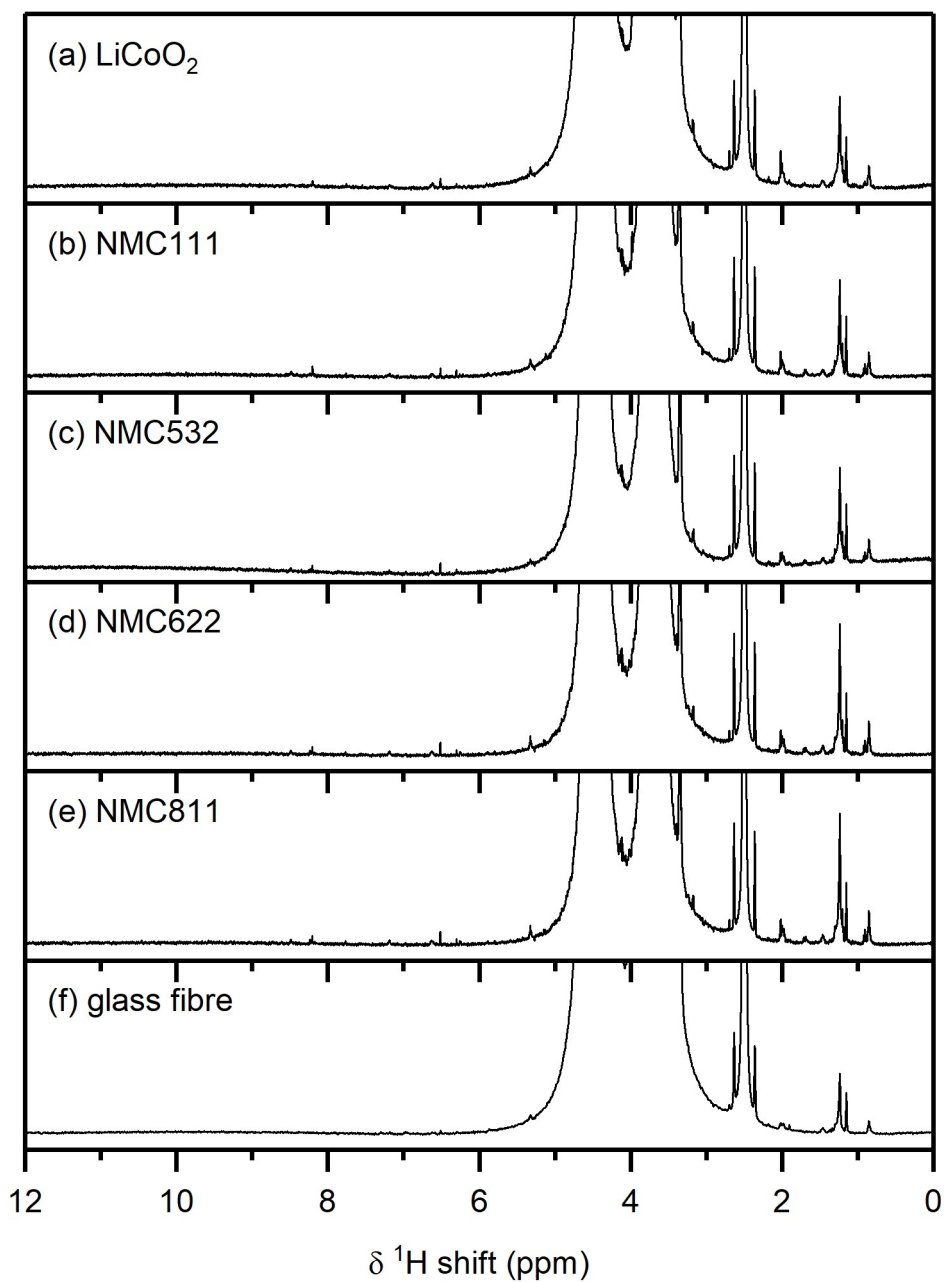 (a) LiCoO₂
(b) NMC111
(c) NMC532
(d) NMC622
(e) NMC811
(f) glass fibre
12 10 8 6 4 2 0
δ ¹H shift (ppm)